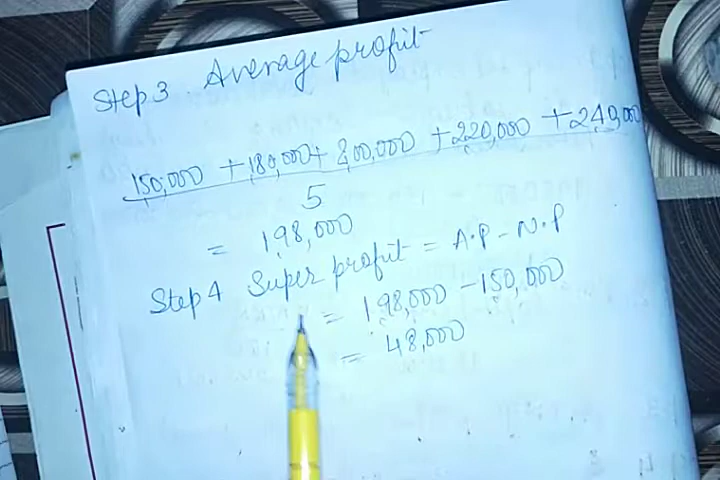 Step 3. Average profit
150,000 + 180,000 + 200,000 + 220,000 + 240,000
5
= 198,000
Step 4 Super profit = A.P - N.P
= 198,000 - 150,000
= 48,000